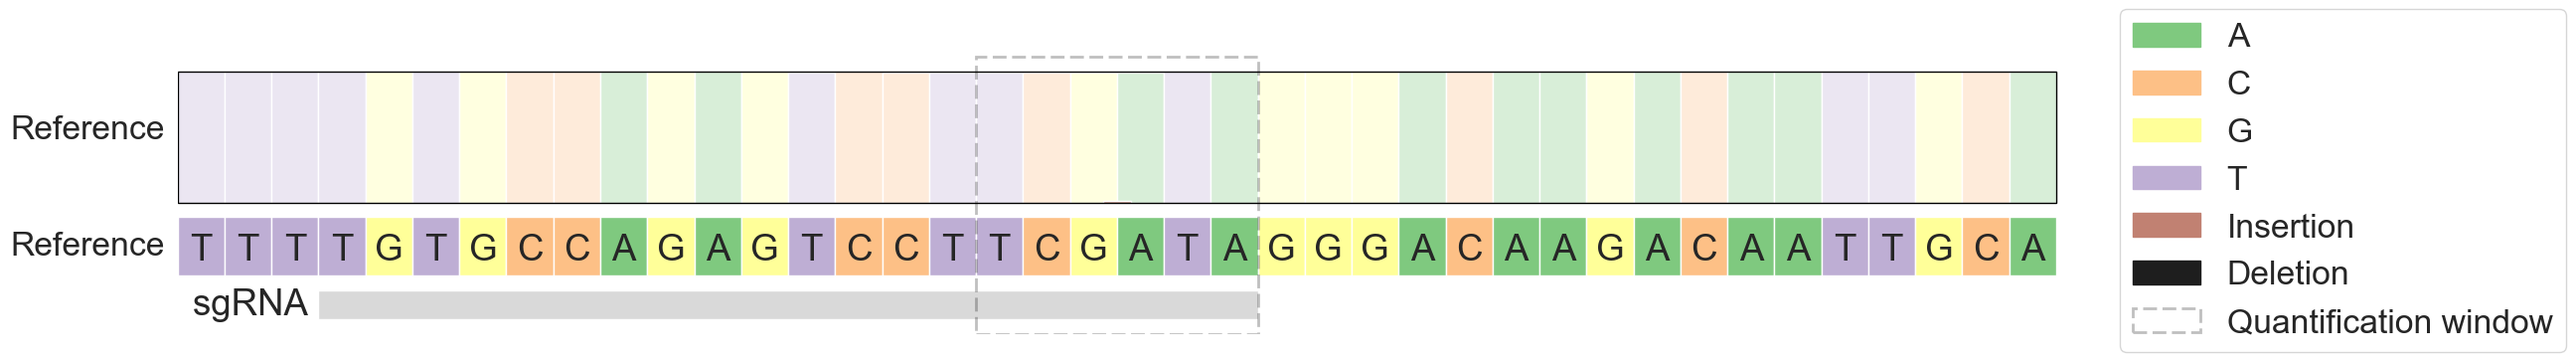 Reference
Reference T T T T G T G C C A G A G T C C T T C G A T A G G G A C A A G A C A A T T G C A
sgRNA
A
C
G
T
Insertion
Deletion
Quantification window